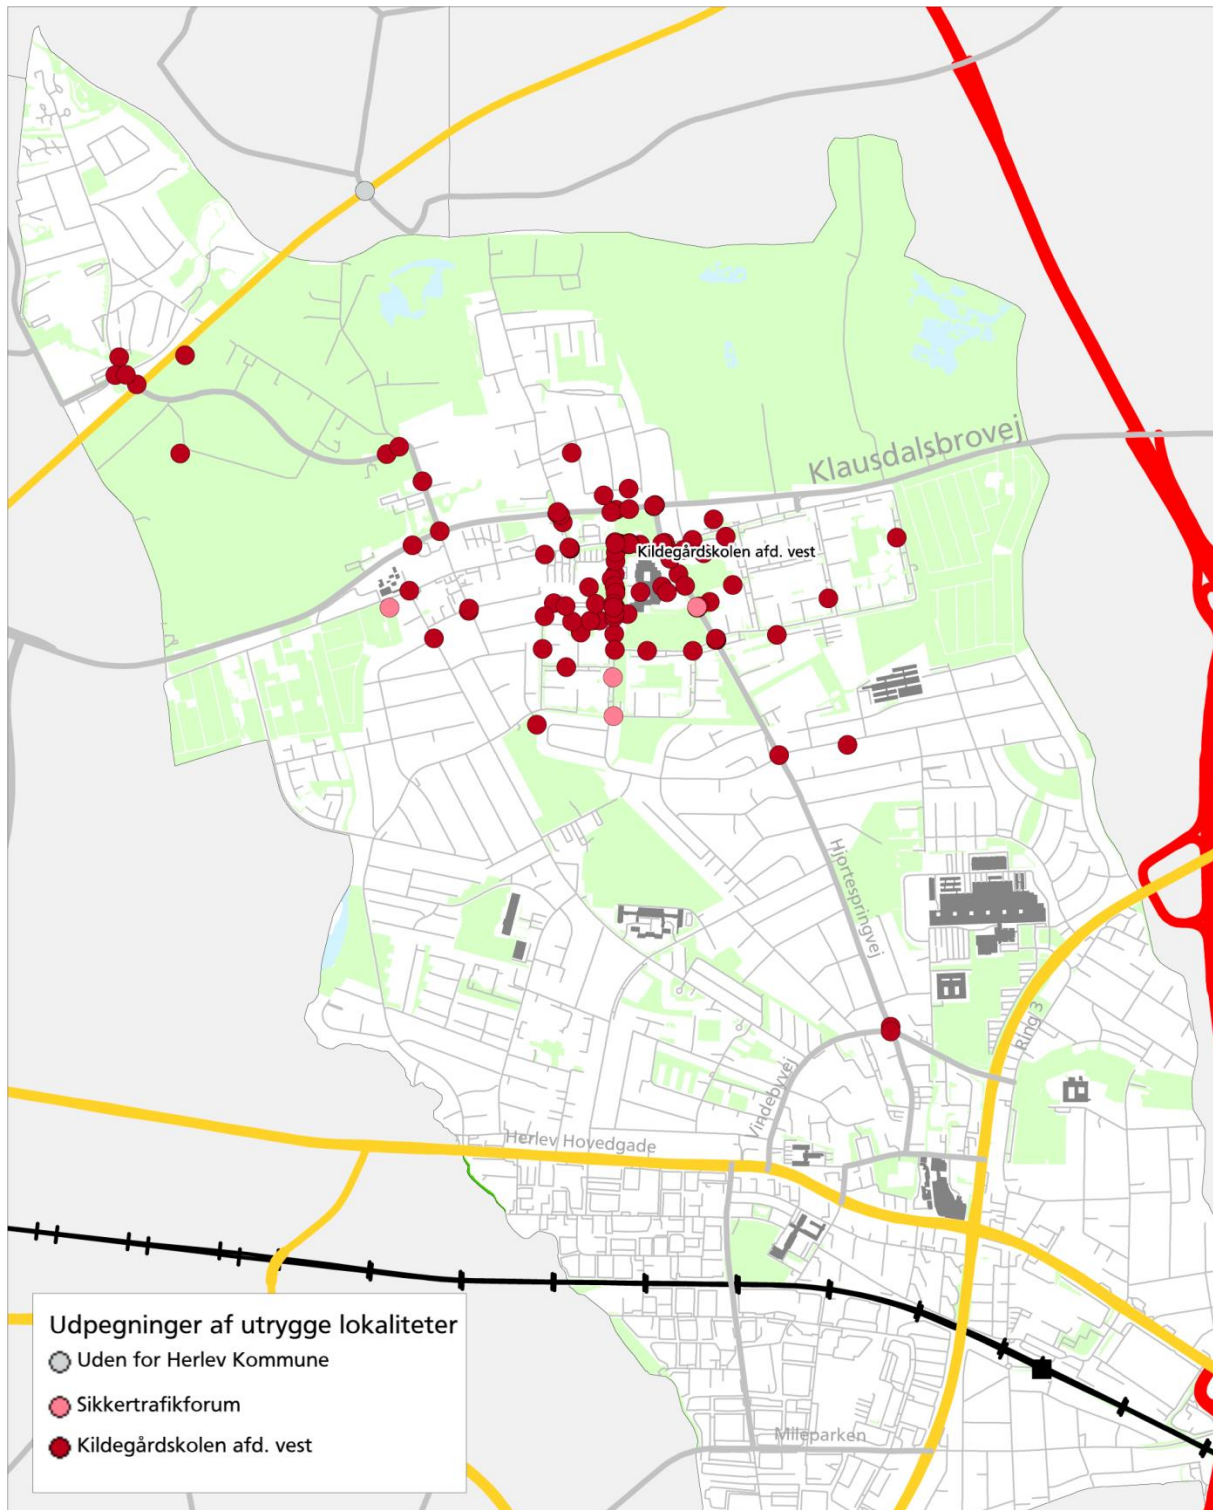 Klausdalsbrovej
Kildegårdskolen afd. vest
Hjortespringvej
Ring 3
Vindebyvej
Herlev Hovedgade
Mileparken
Udpegninger af utrygge lokaliteter
Uden for Herlev Kommune
Sikkertrafikforum
Kildegårdskolen afd. vest